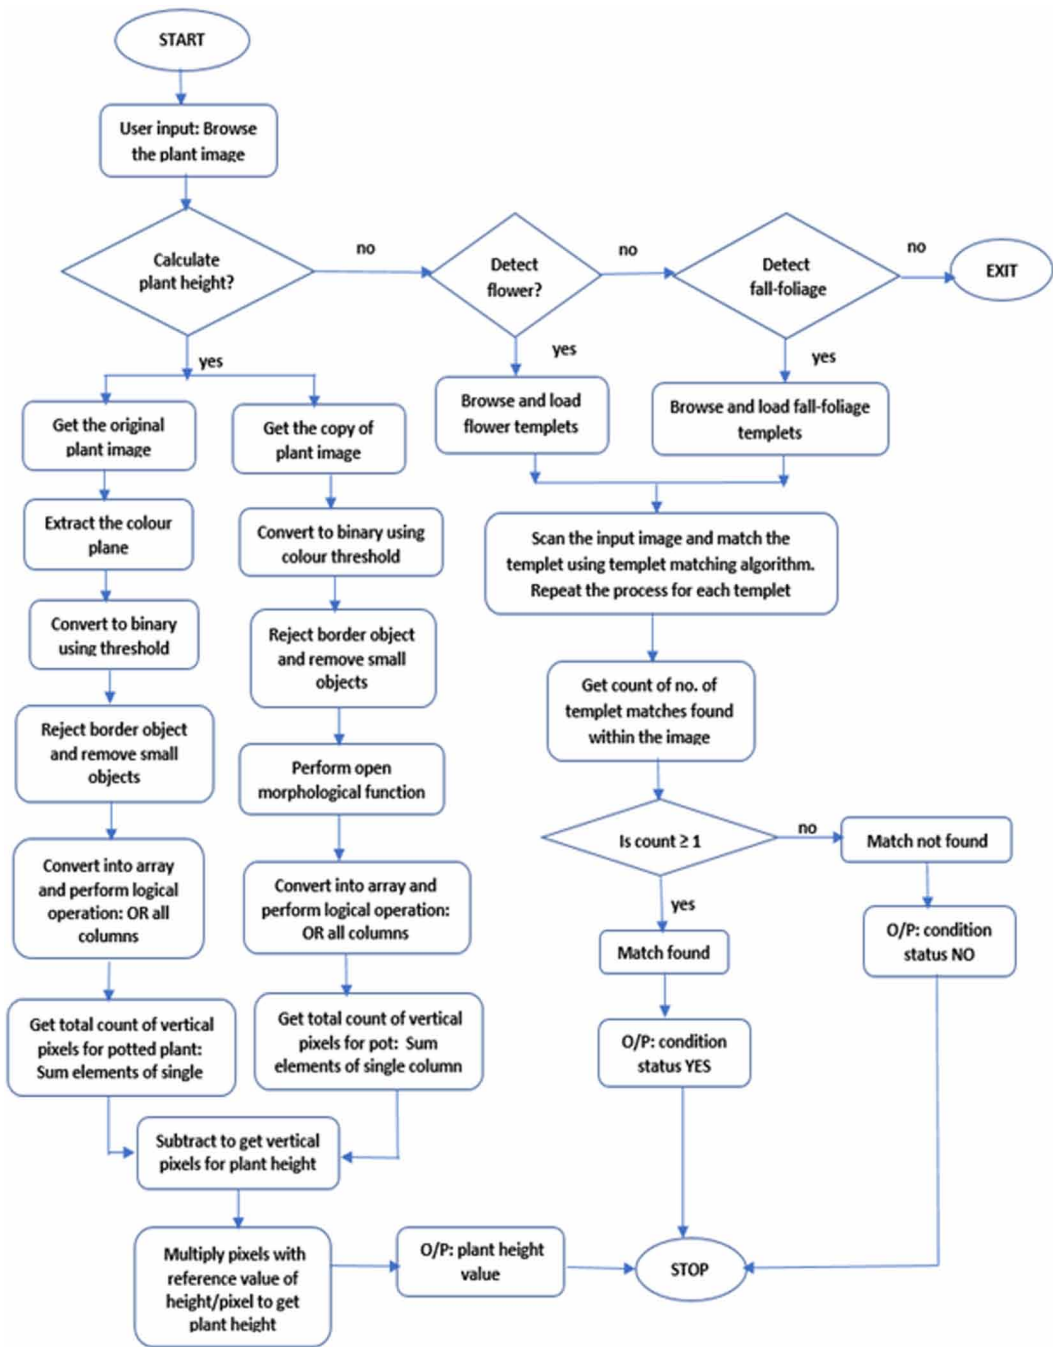 START
User input: Browse
the plant image
Calculate
plant height?
no
Detect
flower?
no
Detect
fall-foliage
no
EXIT
yes
yes
yes
Get the original
plant image
Get the copy of
plant image
Browse and load
flower templets
Browse and load fall-foliage
templets
Extract the colour
plane
Convert to binary using
colour threshold
Scan the input image and match the
templet using templet matching algorithm.
Repeat the process for each templet
Convert to binary
using threshold
Reject border object
and remove small
objects
Get count of no. of
templet matches found
within the image
Reject border object
and remove small
objects
Perform open
morphological function
Is count ≥ 1
no
Match not found
Convert into array
and perform logical
operation: OR all
columns
Convert into array and
perform logical operation:
OR all columns
yes
Match found
O/P: condition
status NO
Get total count of vertical
pixels for potted plant:
Sum elements of single
Get total count of vertical
pixels for pot: Sum
elements of single column
O/P: condition
status YES
Subtract to get vertical
pixels for plant height
Multiply pixels with
reference value of
height/pixel to get
plant height
O/P: plant height
value
STOP